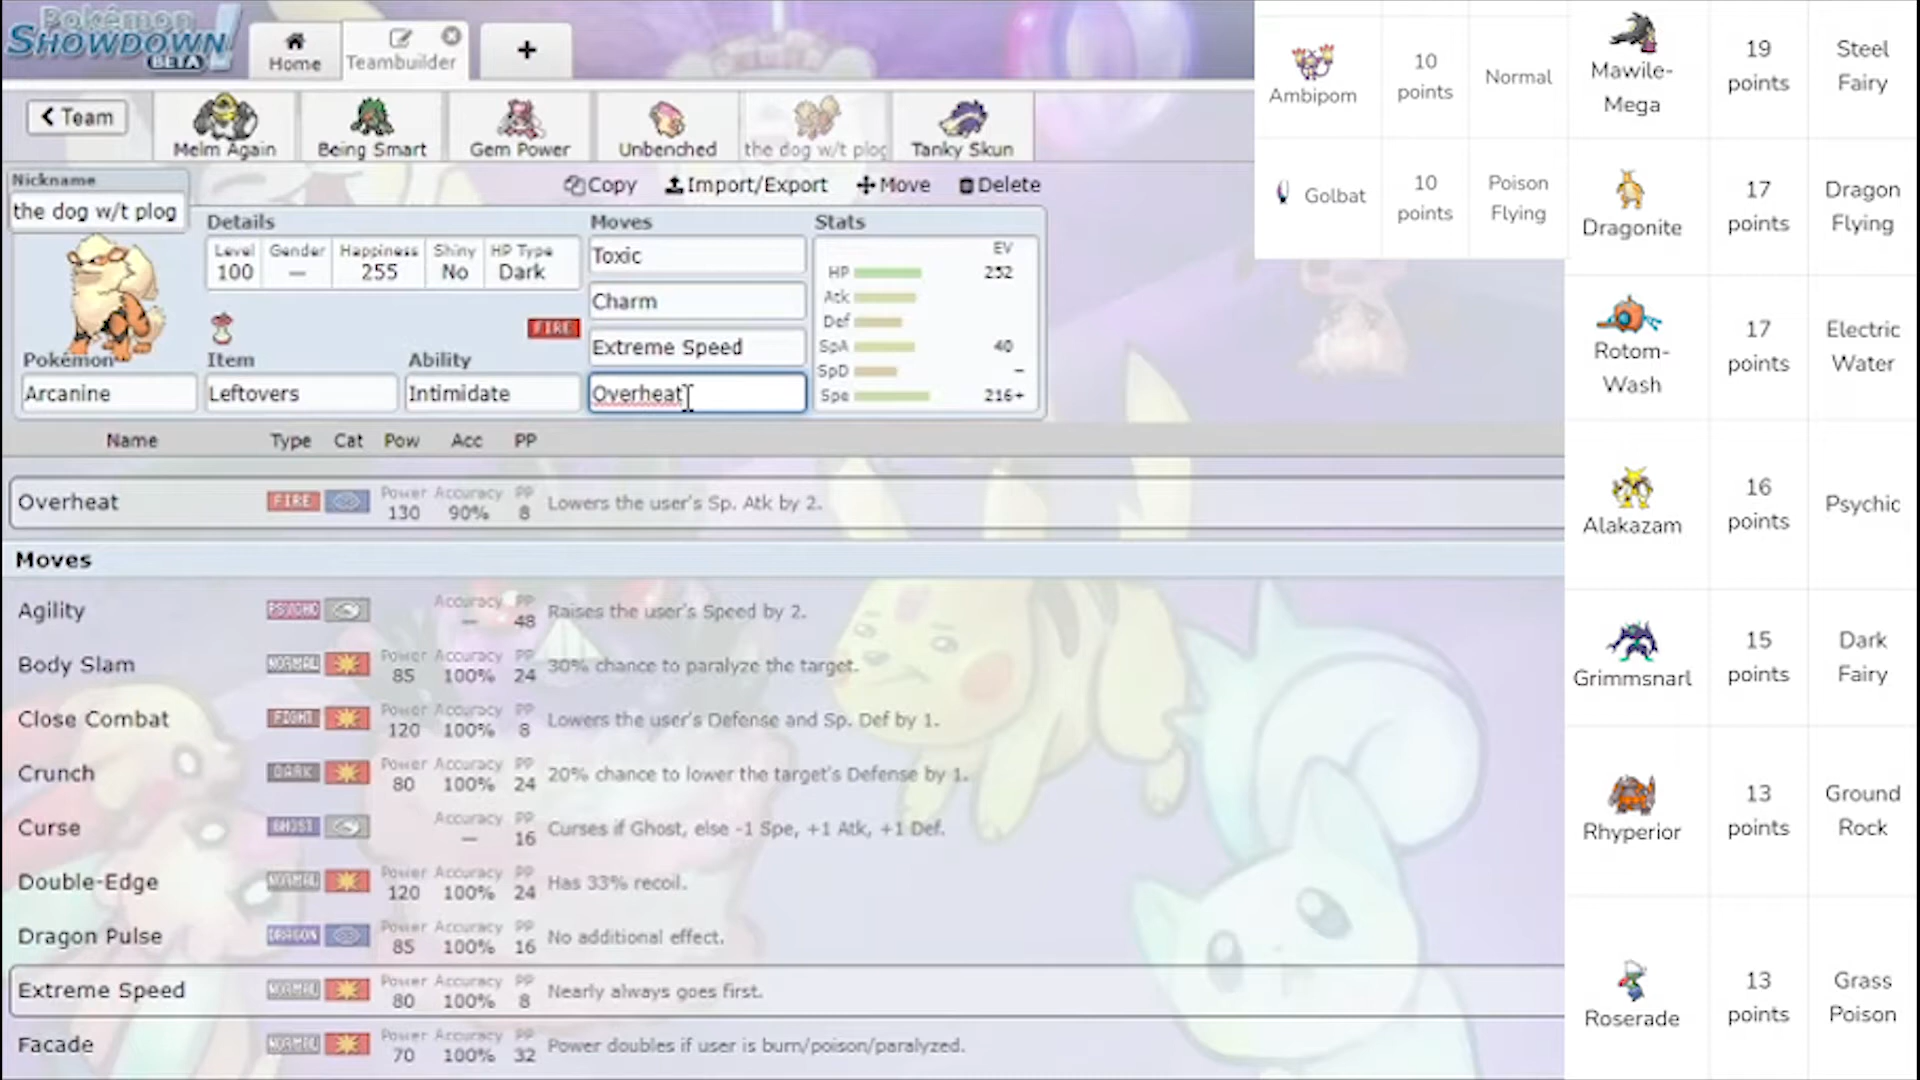 Pokémon
SHOWDOWN!
BETA
Home
Teambuilder
+
Team
Melm Again
Being Smart
Gem Power
Unbenched
the dog w/t plog
Tanky Skun
Nickname
the dog w/t plog
Copy
Import/Export
Move
Delete
Details
Moves
Stats
Level
100
Gender
—
Happiness
255
Shiny
No
HP Type
Dark
FIRE
Pokémon
Arcanine
Item
Leftovers
Ability
Intimidate
Toxic
Charm
Extreme Speed
Overheat
EV
HP 252
Atk
Def
SpA 40
SpD –
Spe 216+
Name Type Cat Pow Acc PP
Overheat FIRE Power 130 Accuracy 90% PP 8 Lowers the user's Sp. Atk by 2.
Moves
Agility PSYCHC Accuracy — PP 48 Raises the user's Speed by 2.
Body Slam NORMAL Power 85 Accuracy 100% PP 24 30% chance to paralyze the target.
Close Combat FIGHT Power 120 Accuracy 100% PP 8 Lowers the user's Defense and Sp. Def by 1.
Crunch DARK Power 80 Accuracy 100% PP 24 20% chance to lower the target's Defense by 1.
Curse GHOST Accuracy — PP 16 Curses if Ghost, else -1 Spe, +1 Atk, +1 Def.
Double-Edge NORMAL Power 120 Accuracy 100% PP 24 Has 33% recoil.
Dragon Pulse DRAGON Power 85 Accuracy 100% PP 16 No additional effect.
Extreme Speed NORMAL Power 80 Accuracy 100% PP 8 Nearly always goes first.
Facade NORMAL Power 70 Accuracy 100% PP 32 Power doubles if user is burn/poison/paralyzed.
Ambipom 10 points Normal
Golbat 10 points Poison Flying
Mawile-Mega 19 points Steel Fairy
Dragonite 17 points Dragon Flying
Rotom-Wash 17 points Electric Water
Alakazam 16 points Psychic
Grimmsnarl 15 points Dark Fairy
Rhyperior 13 points Ground Rock
Roserade 13 points Grass Poison